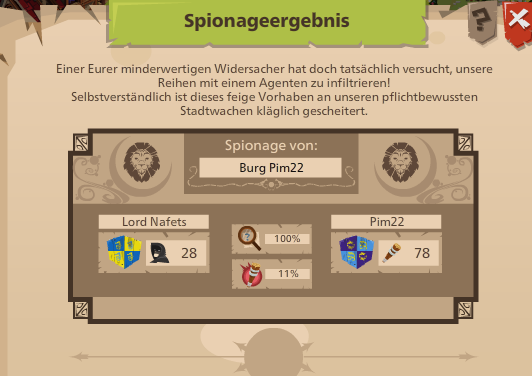 Spionageergebnis
Einer Eurer minderwertigen Widersacher hat doch tatsächlich versucht, unsere
Reihen mit einem Agenten zu infiltrieren!
Selbstverständlich ist dieses feige Vorhaben an unseren pflichtbewussten
Stadtwachen kläglich gescheitert.
Spionage von:
Burg Pim22
Lord Nafets
Pim22
28
100%
78
11%